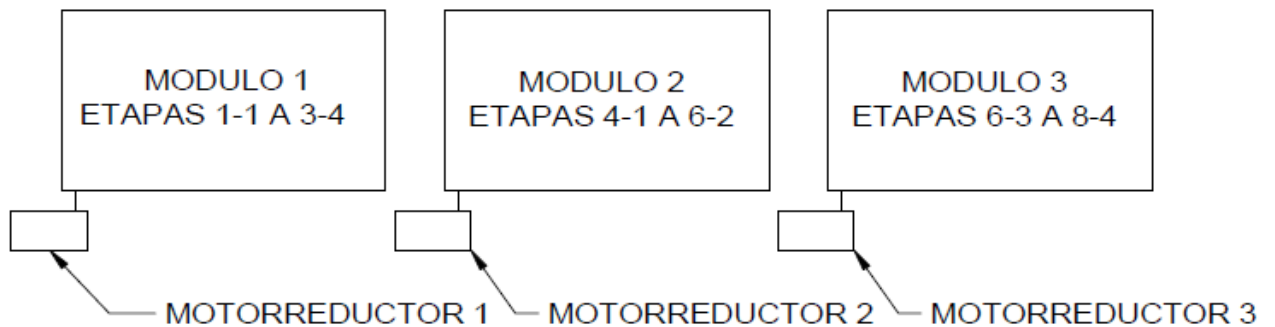 MODULO 1
ETAPAS 1-1 A 3-4
MODULO 2
ETAPAS 4-1 A 6-2
MODULO 3
ETAPAS 6-3 A 8-4
MOTORREDUCTOR 1
MOTORREDUCTOR 2
MOTORREDUCTOR 3